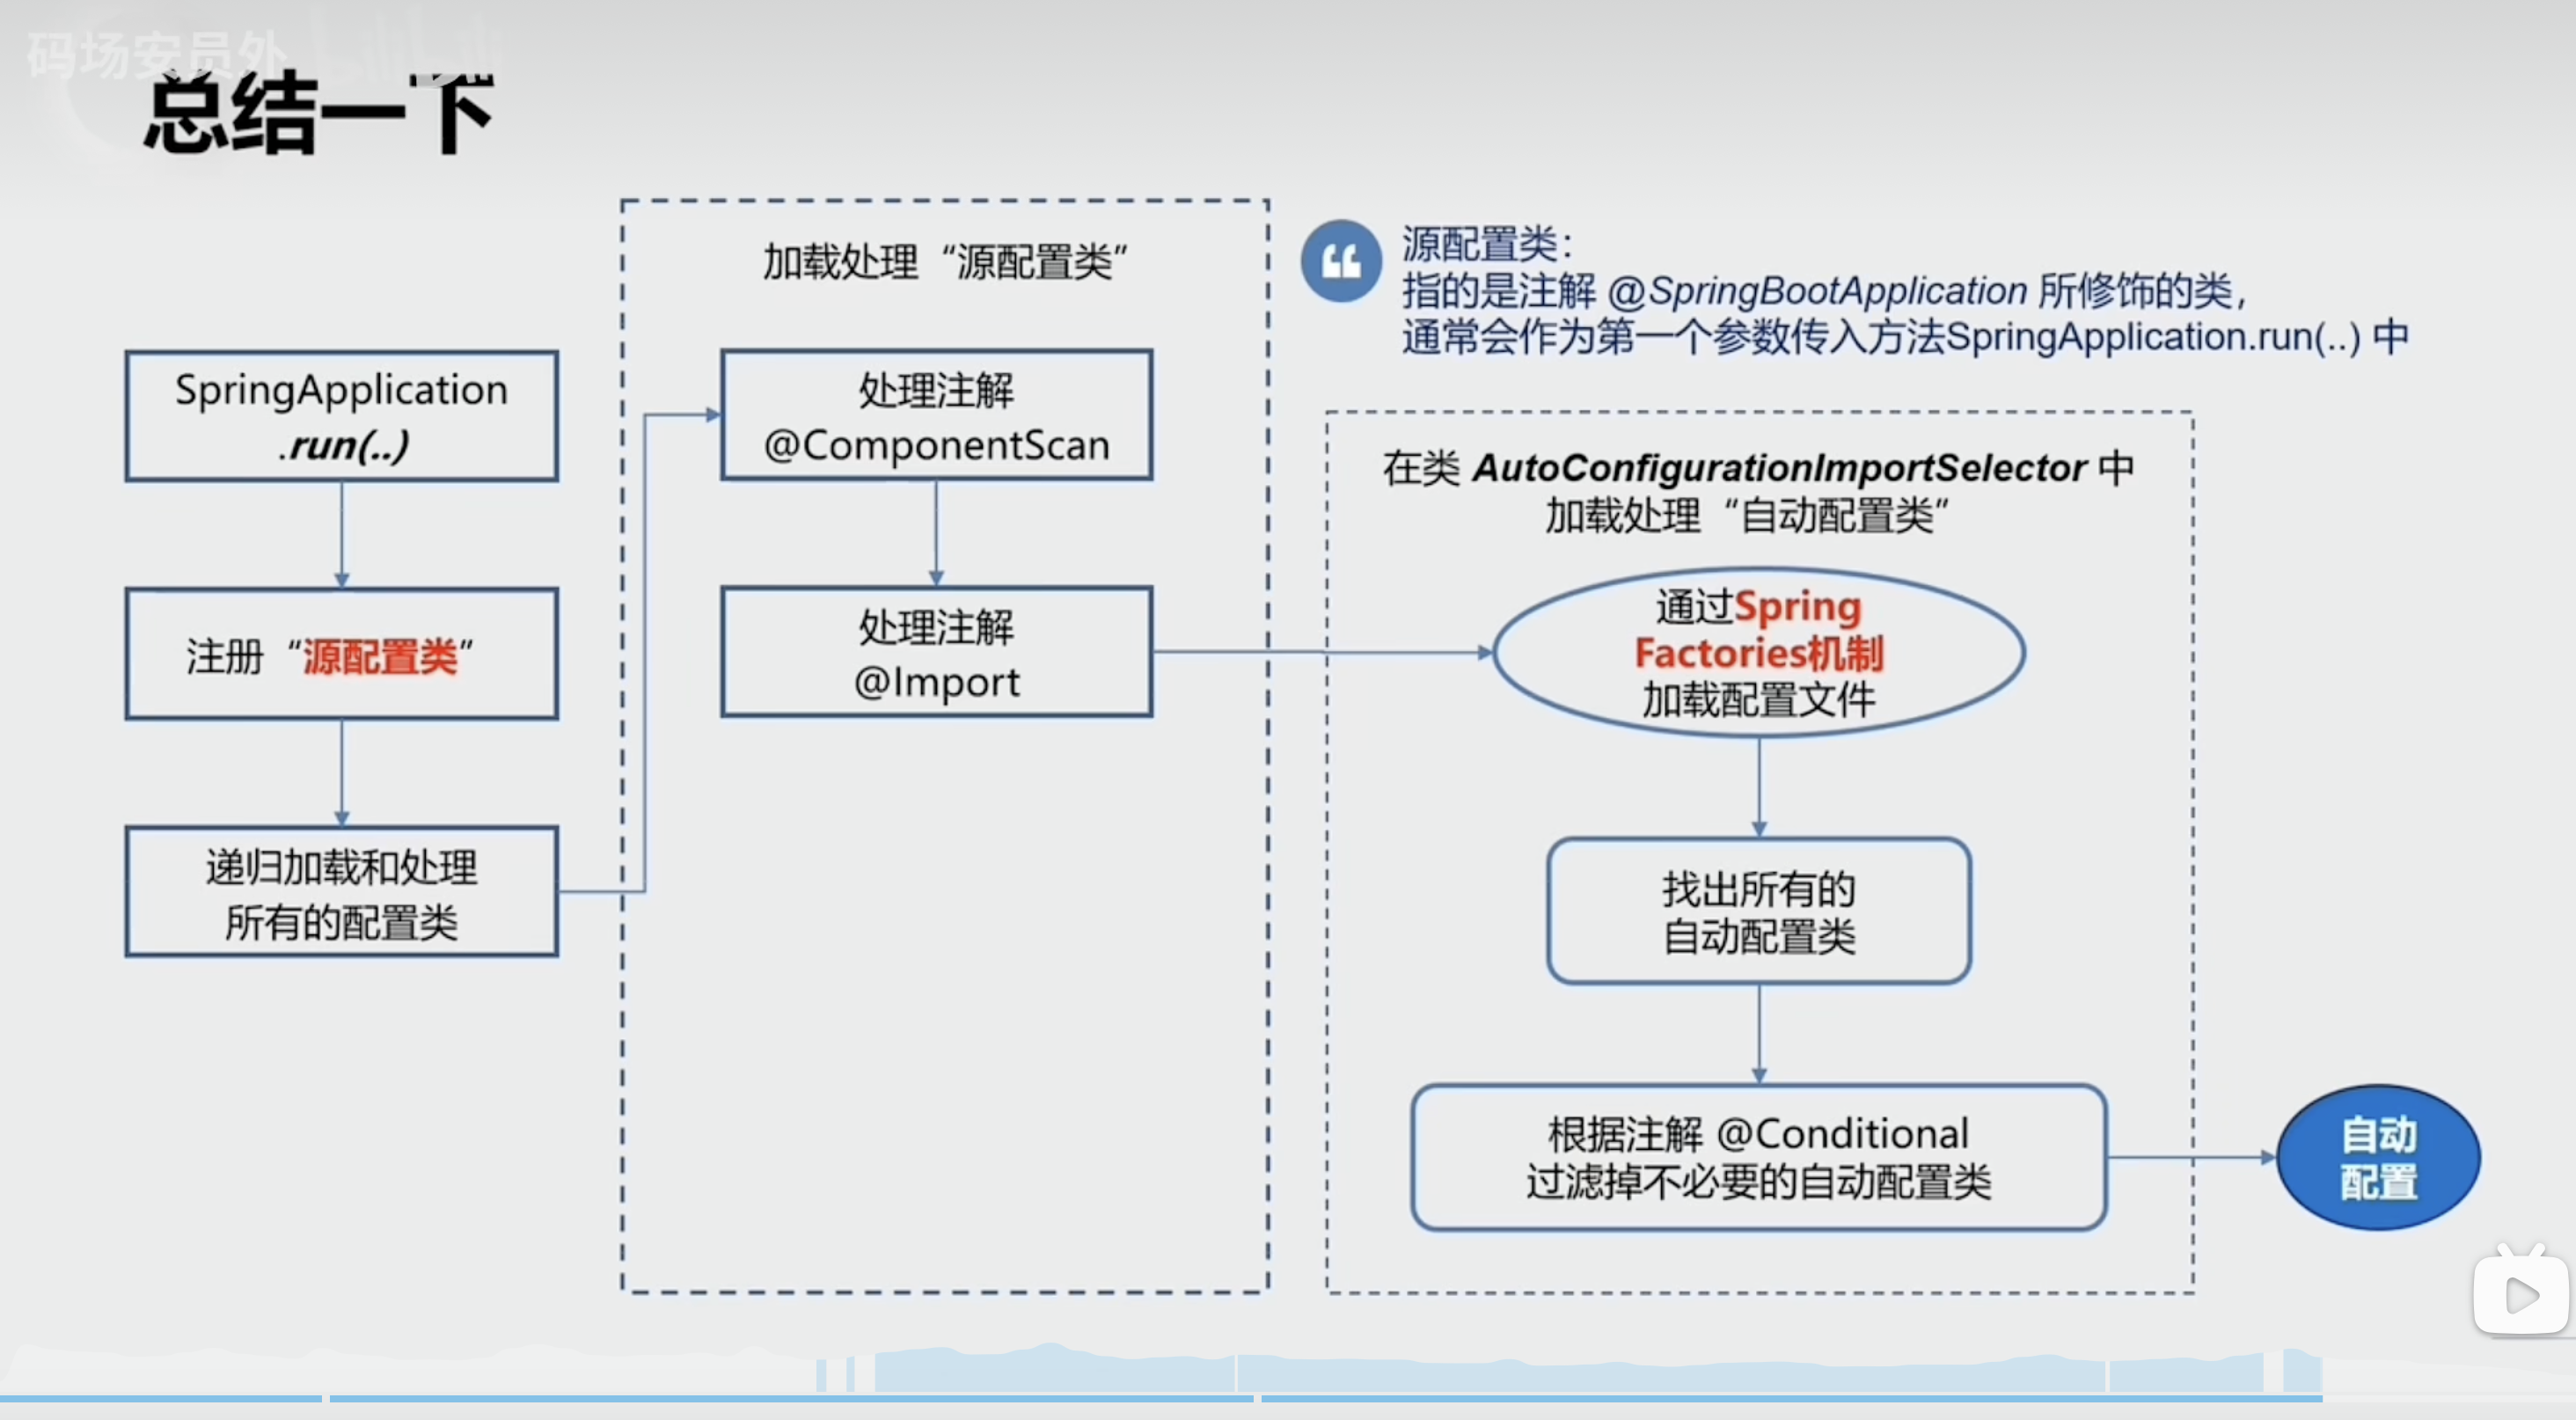 码场安员外 bilibili
总结一下
SpringApplication
.run(..)
注册“源配置类”
递归加载和处理
所有的配置类
加载处理“源配置类”
处理注解
@ComponentScan
处理注解
@Import
源配置类：
指的是注解 @SpringBootApplication 所修饰的类，
通常会作为第一个参数传入方法SpringApplication.run(..) 中
在类 AutoConfigurationImportSelector 中
加载处理“自动配置类”
通过Spring
Factories机制
加载配置文件
找出所有的
自动配置类
根据注解 @Conditional
过滤掉不必要的自动配置类
自动
配置